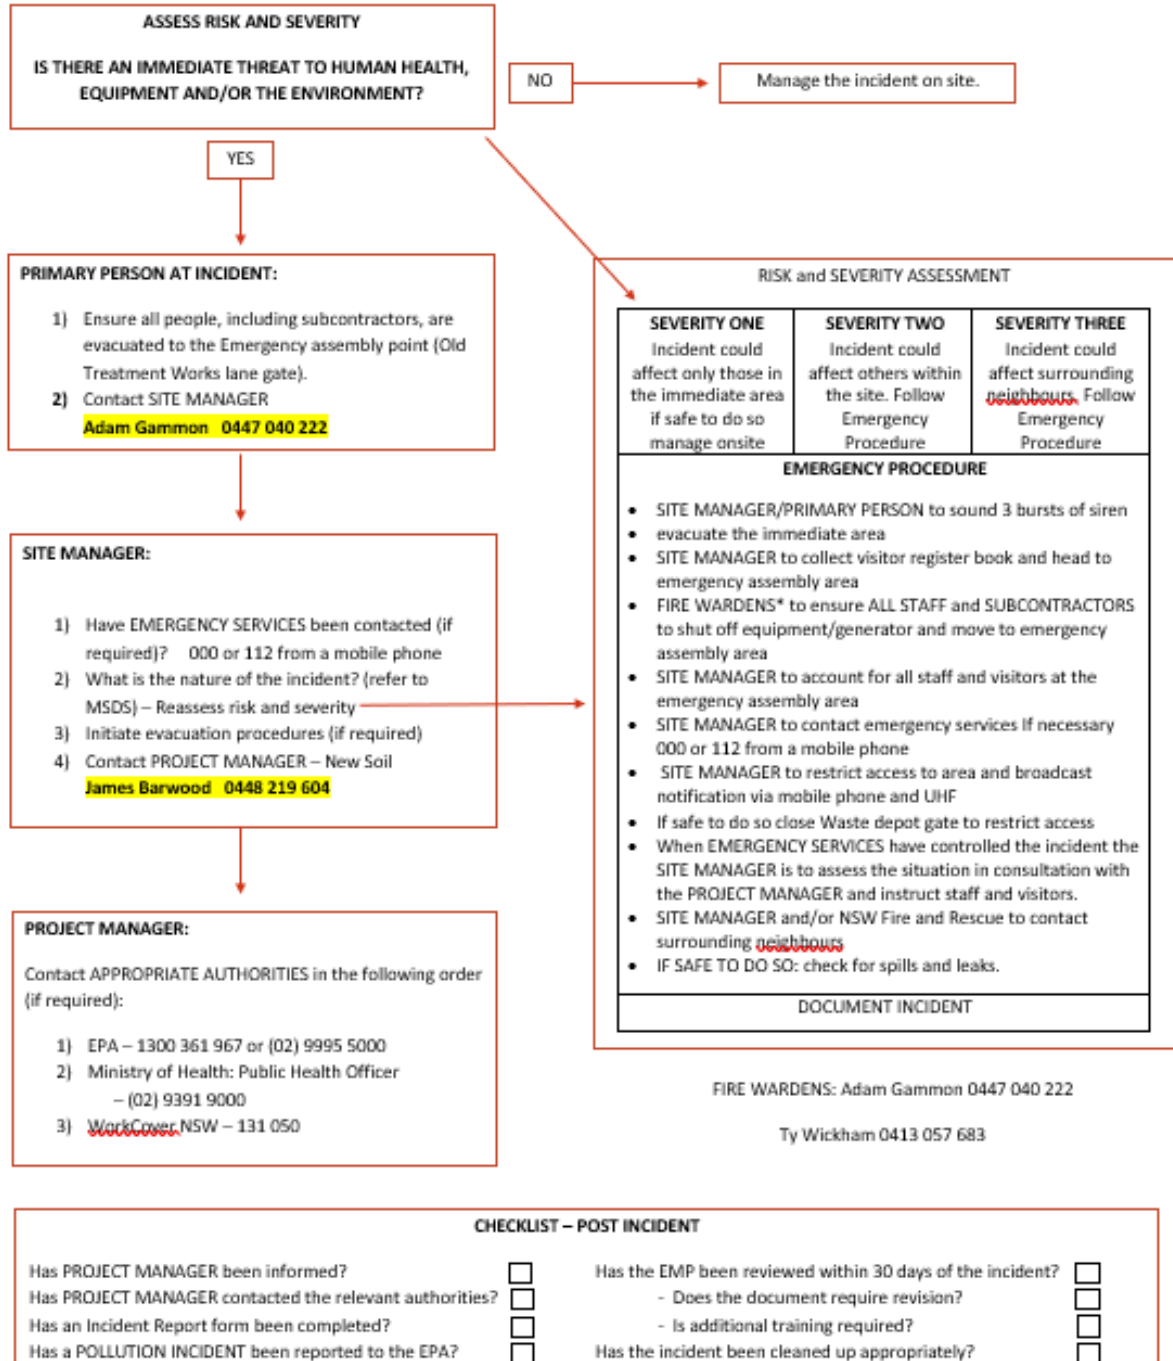 ASSESS RISK AND SEVERITY
IS THERE AN IMMEDIATE THREAT TO HUMAN HEALTH,
EQUIPMENT AND/OR THE ENVIRONMENT?
NO
Manage the incident on site.
YES
PRIMARY PERSON AT INCIDENT:
1) Ensure all people, including subcontractors, are
evacuated to the Emergency assembly point (Old
Treatment Works lane gate).
2) Contact SITE MANAGER
Adam Gammon 0447 040 222
SITE MANAGER:
1) Have EMERGENCY SERVICES been contacted (if
required)? 000 or 112 from a mobile phone
2) What is the nature of the incident? (refer to
MSDS) – Reassess risk and severity
3) Initiate evacuation procedures (if required)
4) Contact PROJECT MANAGER – New Soil
James Barwood 0448 219 604
PROJECT MANAGER:
Contact APPROPRIATE AUTHORITIES in the following order
(if required):
1) EPA – 1300 361 967 or (02) 9995 5000
2) Ministry of Health: Public Health Officer
– (02) 9391 9000
3) WorkCover NSW – 131 050
RISK and SEVERITY ASSESSMENT
SEVERITY ONE
Incident could
affect only those in
the immediate area
if safe to do so
manage onsite
SEVERITY TWO
Incident could
affect others within
the site. Follow
Emergency
Procedure
SEVERITY THREE
Incident could
affect surrounding
neighbours. Follow
Emergency
Procedure
EMERGENCY PROCEDURE
• SITE MANAGER/PRIMARY PERSON to sound 3 bursts of siren
• evacuate the immediate area
• SITE MANAGER to collect visitor register book and head to
emergency assembly area
• FIRE WARDENS* to ensure ALL STAFF and SUBCONTRACTORS
to shut off equipment/generator and move to emergency
assembly area
• SITE MANAGER to account for all staff and visitors at the
emergency assembly area
• SITE MANAGER to contact emergency services If necessary
000 or 112 from a mobile phone
• SITE MANAGER to restrict access to area and broadcast
notification via mobile phone and UHF
• If safe to do so close Waste depot gate to restrict access
• When EMERGENCY SERVICES have controlled the incident the
SITE MANAGER is to assess the situation in consultation with
the PROJECT MANAGER and instruct staff and visitors.
• SITE MANAGER and/or NSW Fire and Rescue to contact
surrounding neighbours
• IF SAFE TO DO SO: check for spills and leaks.
DOCUMENT INCIDENT
FIRE WARDENS: Adam Gammon 0447 040 222
Ty Wickham 0413 057 683
CHECKLIST – POST INCIDENT
Has PROJECT MANAGER been informed?
Has PROJECT MANAGER contacted the relevant authorities?
Has an Incident Report form been completed?
Has a POLLUTION INCIDENT been reported to the EPA?
Has the EMP been reviewed within 30 days of the incident?
- Does the document require revision?
- Is additional training required?
Has the incident been cleaned up appropriately?